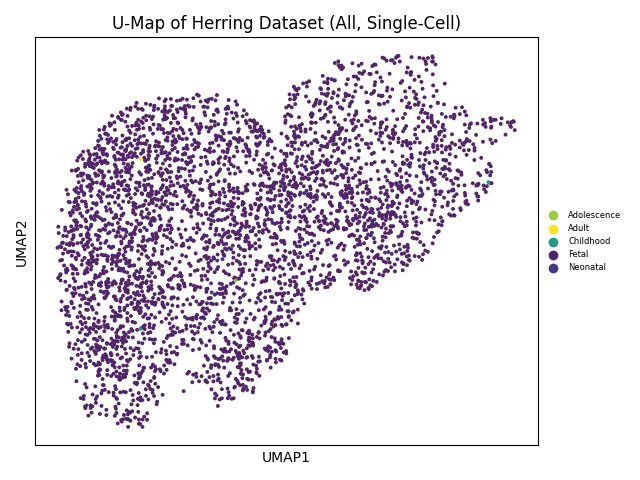 U-Map of Herring Dataset (All, Single-Cell)
UMAP2
Adolescence
Adult
Childhood
Fetal
Neonatal
UMAP1